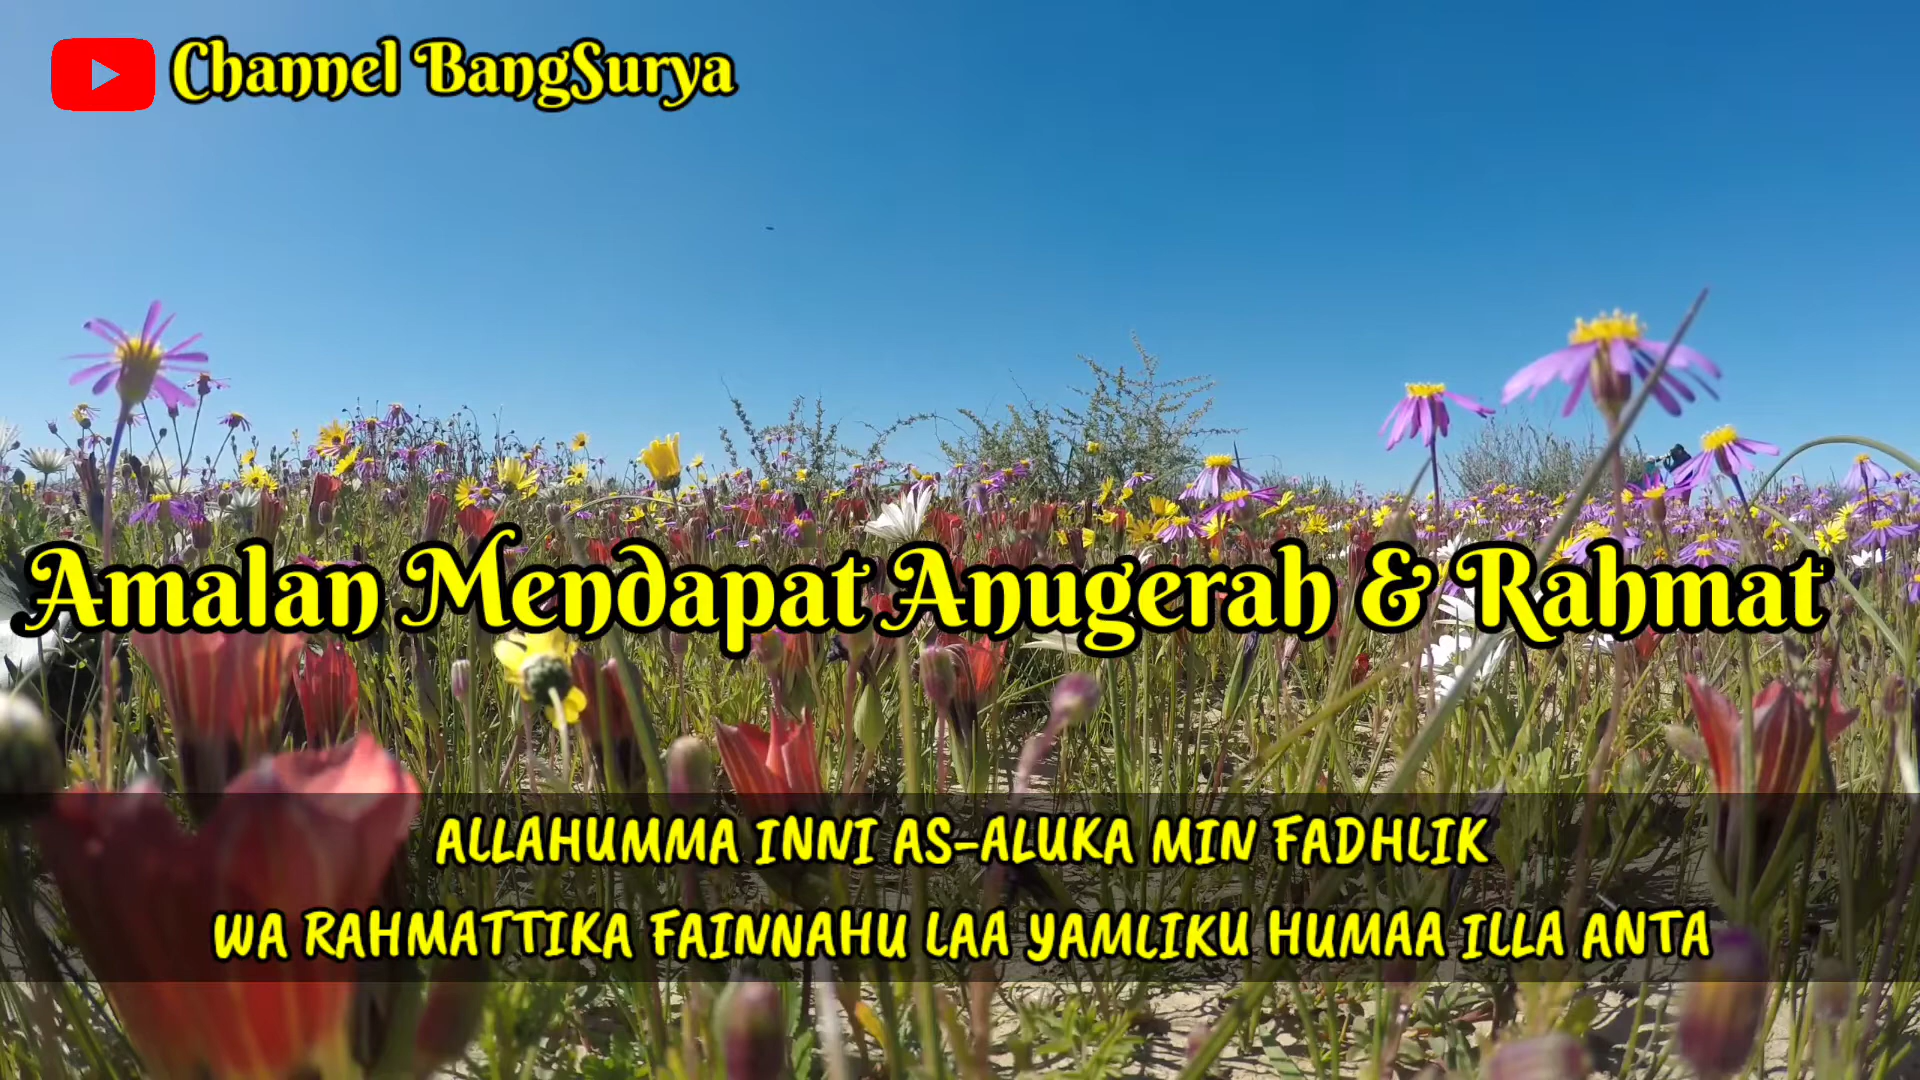 Channel BangSurya
Amalan Mendapat Anugerah & Rahmat
ALLAHUMMA INNI AS-ALUKA MIN FADHLIK
WA RAHMATTIKA FAINNAHU LAA YAMLIKU HUMAA ILLA ANTA